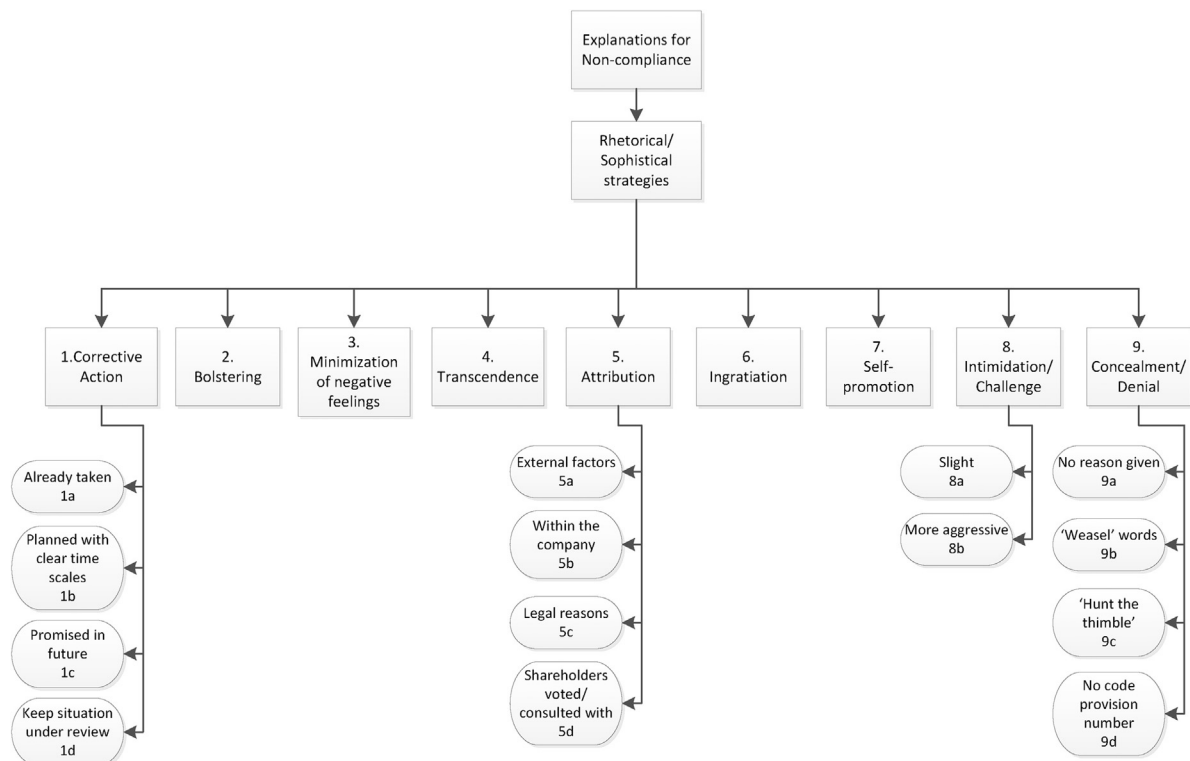 Explanations for
Non-compliance
Rhetorical/
Sophistical
strategies
1.Corrective
Action
2.
Bolstering
3.
Minimization
of negative
feelings
4.
Transcendence
5.
Attribution
6.
Ingratiation
7.
Self-
promotion
8.
Intimidation/
Challenge
9.
Concealment/
Denial
Already taken
1a
Planned with
clear time
scales
1b
Promised in
future
1c
Keep situation
under review
1d
External factors
5a
Within the
company
5b
Legal reasons
5c
Shareholders
voted/
consulted with
5d
Slight
8a
More aggressive
8b
No reason given
9a
‘Weasel’ words
9b
‘Hunt the
thimble’
9c
No code
provision
number
9d